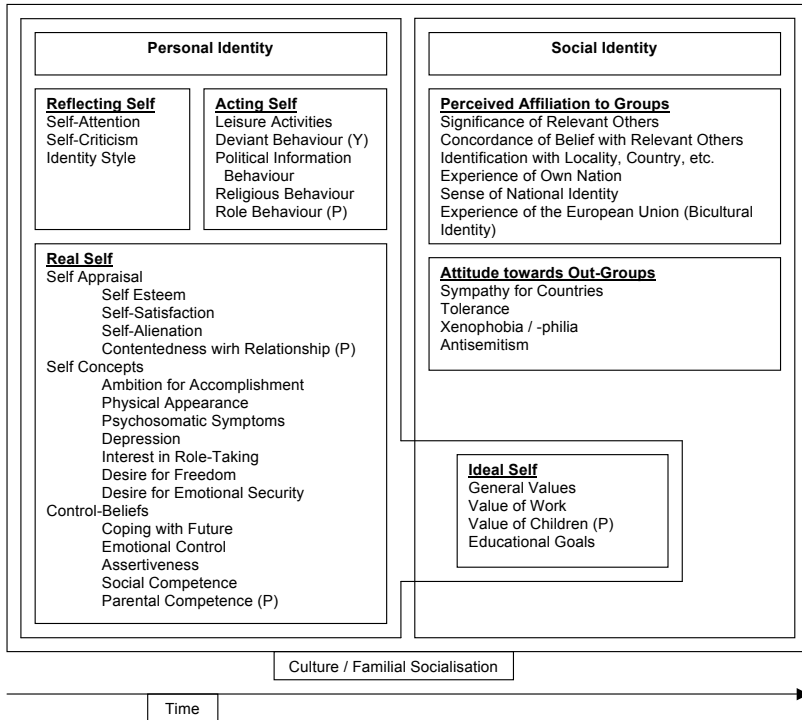 Personal Identity
Reflecting Self
Self-Attention
Self-Criticism
Identity Style
Acting Self
Leisure Activities
Deviant Behaviour (Y)
Political Information
Behaviour
Religious Behaviour
Role Behaviour (P)
Real Self
Self Appraisal
Self Esteem
Self-Satisfaction
Self-Alienation
Contentedness wirh Relationship (P)
Self Concepts
Ambition for Accomplishment
Physical Appearance
Psychosomatic Symptoms
Depression
Interest in Role-Taking
Desire for Freedom
Desire for Emotional Security
Control-Beliefs
Coping with Future
Emotional Control
Assertiveness
Social Competence
Parental Competence (P)
Social Identity
Perceived Affiliation to Groups
Significance of Relevant Others
Concordance of Belief with Relevant Others
Identification with Locality, Country, etc.
Experience of Own Nation
Sense of National Identity
Experience of the European Union (Bicultural
Identity)
Attitude towards Out-Groups
Sympathy for Countries
Tolerance
Xenophobia / -philia
Antisemitism
Ideal Self
General Values
Value of Work
Value of Children (P)
Educational Goals
Culture / Familial Socialisation
Time